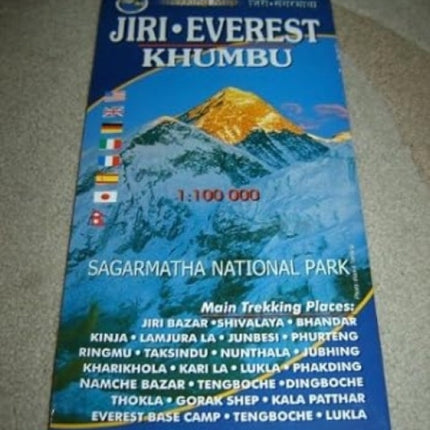 JIRI • EVEREST
KHUMBU
1:100 000
SAGARMATHA NATIONAL PARK
Main Trekking Places:
JIRI BAZAR • SHIVALAYA • BHANDAR
KINJA • LAMJURA LA • JUNBESI • PHURTENG
RINGMU • TAKSINDU • NUNTHALA • JUBHING
KHARIKHOLA • KARI LA • LUKLA • PHAKDING
NAMCHE BAZAR • TENGBOCHE • DINGBOCHE
THOKLA • GORAK SHEP • KALA PATTHAR
EVEREST BASE CAMP • TENGBOCHE • LUKLA